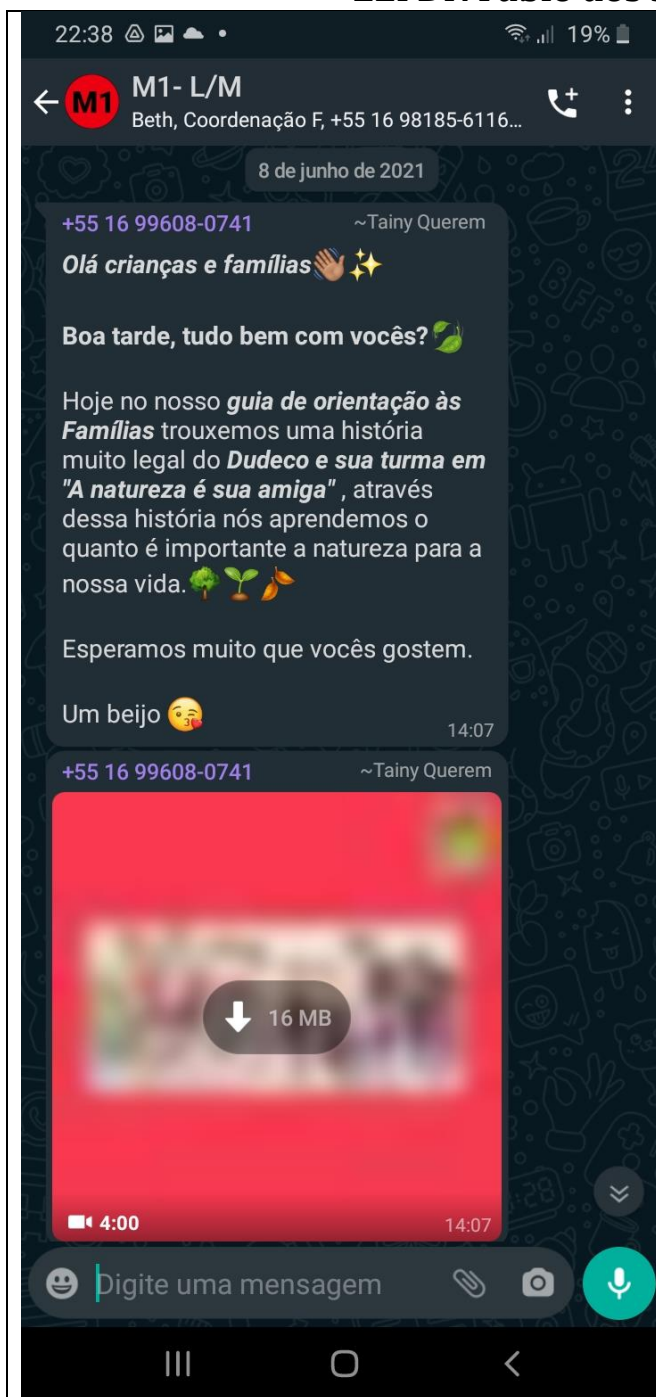 22:38
19%
M1
M1- L/M
Beth, Coordenação F, +55 16 98185-6116...
8 de junho de 2021
+55 16 99608-0741 ~Tainy Querem
Olá crianças e famílias👋🏽✨
Boa tarde, tudo bem com vocês?🍃
Hoje no nosso guia de orientação às
Famílias trouxemos uma história
muito legal do Dudeco e sua turma em
"A natureza é sua amiga" , através
dessa história nós aprendemos o
quanto é importante a natureza para a
nossa vida.🌳🌱🍂
Esperamos muito que vocês gostem.
Um beijo😘
14:07
+55 16 99608-0741 ~Tainy Querem
16 MB
4:00
14:07
Digite uma mensagem